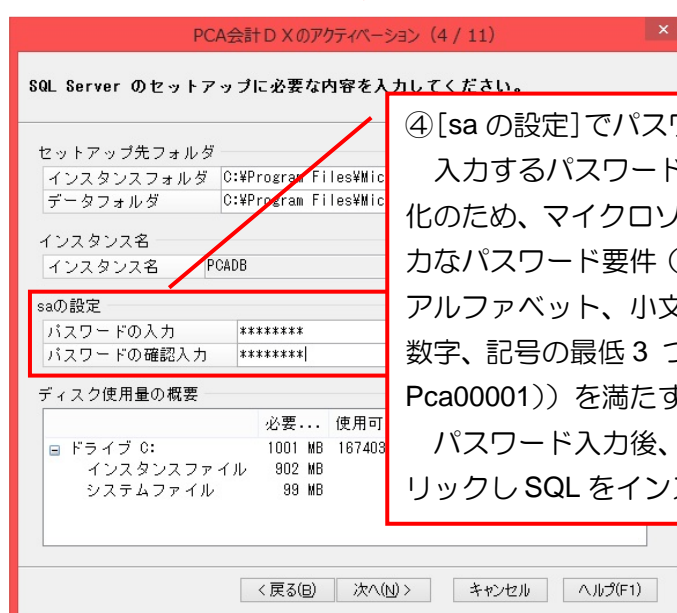 PCA会計ＤＸのアクティベーション（4 / 11）
×
SQL Server のセットアップに必要な内容を入力してください。
セットアップ先フォルダ
インスタンスフォルダ C:¥Program Files¥Mic
データフォルダ C:¥Program Files¥Mic
インスタンス名
インスタンス名 PCADB
saの設定
パスワードの入力 ********
パスワードの確認入力 ********
ディスク使用量の概要
必要... 使用可
ドライブ C: 1001 MB 167403
インスタンスファイル 902 MB
システムファイル 99 MB
<戻る(B) 次へ(N)> キャンセル ヘルプ(F1)
④[sa の設定]でパス
入力するパスワード
化のため、マイクロソ
力なパスワード要件（
アルファベット、小文
数字、記号の最低 3 つ
Pca00001)）を満たす
パスワード入力後、
リックし SQL をインス